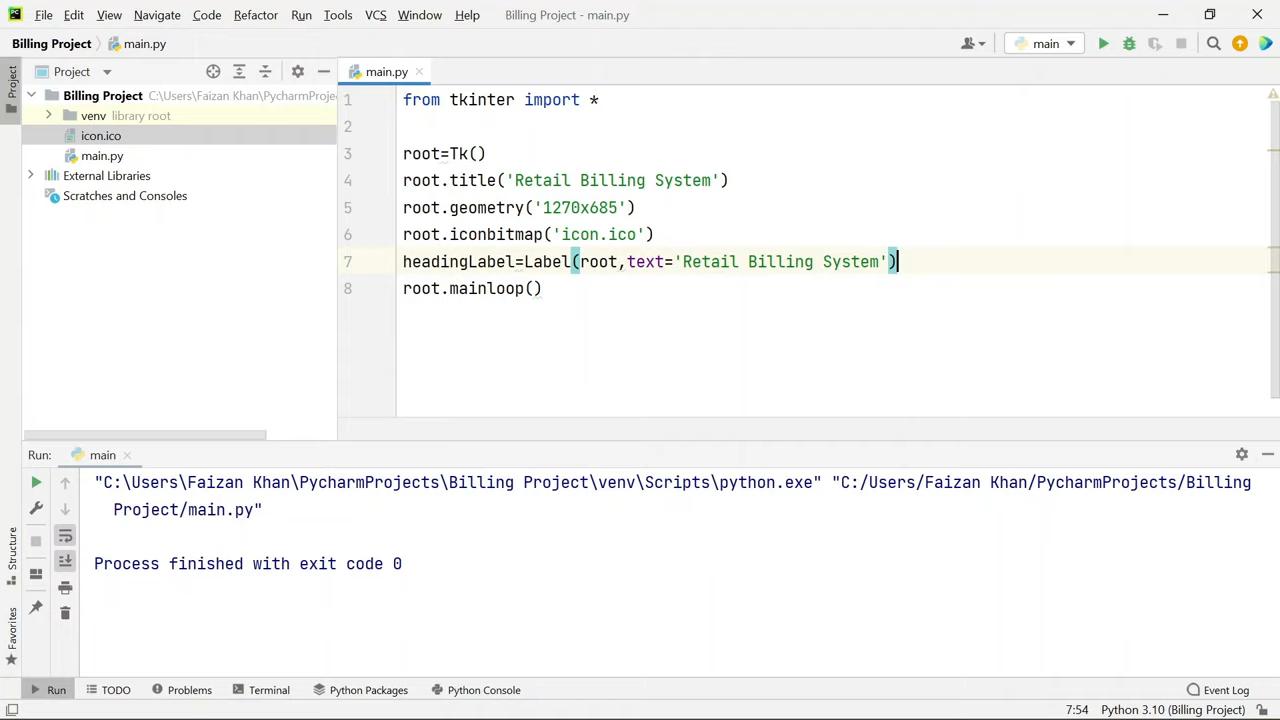 File Edit View Navigate Code Refactor Run Tools VCS Window Help Billing Project - main.py
Billing Project main.py
main
Project
Project
main.py
Billing Project C:\Users\Faizan Khan\PycharmProje
venv library root
icon.ico
main.py
External Libraries
Scratches and Consoles
1 from tkinter import *
2
3 root=Tk()
4 root.title('Retail Billing System')
5 root.geometry('1270x685')
6 root.iconbitmap('icon.ico')
7 headingLabel=Label(root,text='Retail Billing System')
8 root.mainloop()
Run: main
"C:\Users\Faizan Khan\PycharmProjects\Billing Project\venv\Scripts\python.exe" "C:/Users/Faizan Khan/PycharmProjects/Billing
Project/main.py"
Process finished with exit code 0
Structure
Favorites
Run TODO Problems Terminal Python Packages Python Console Event Log
7:54 Python 3.10 (Billing Project)